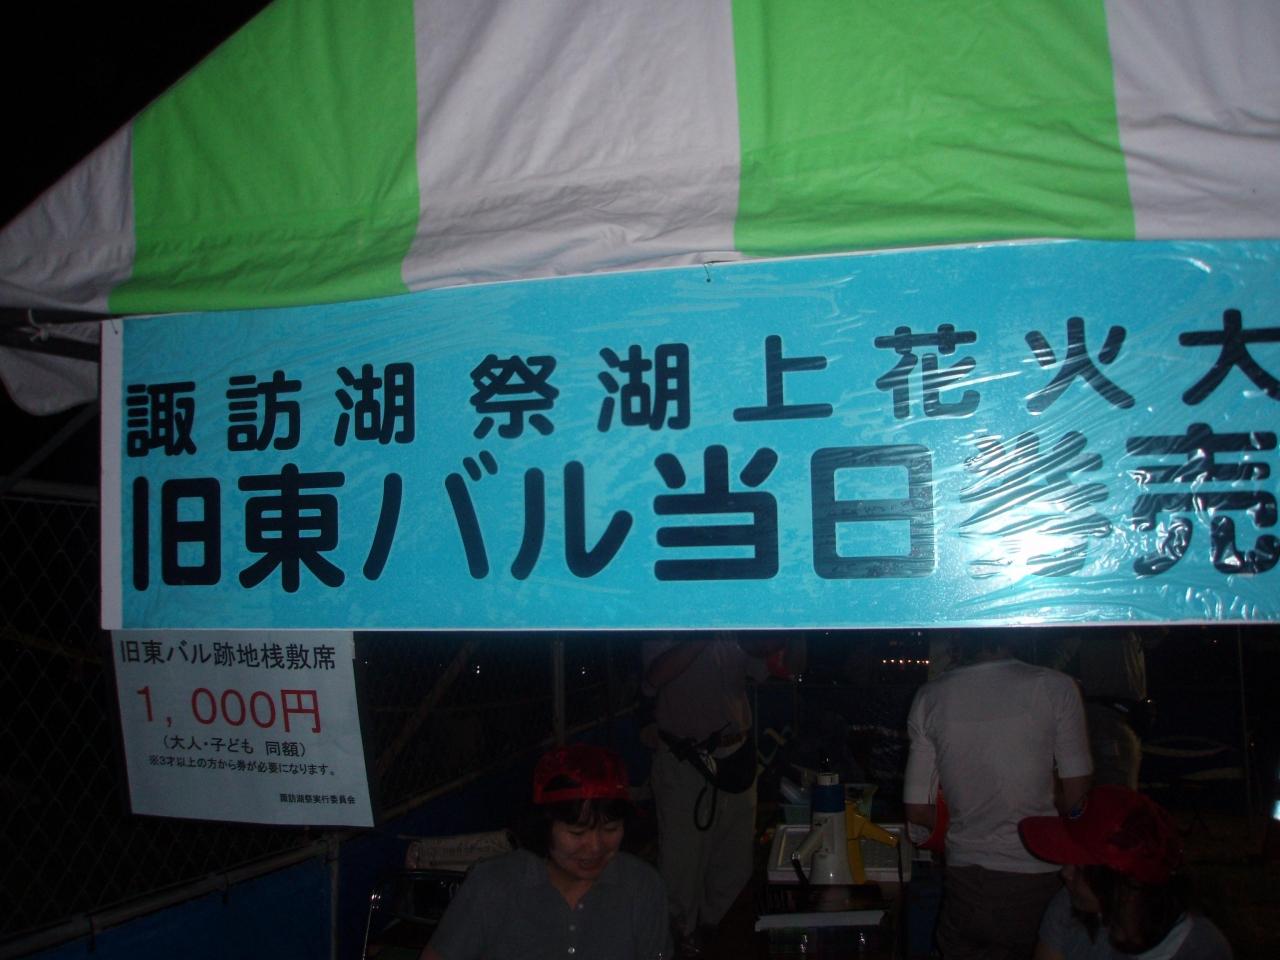 諏訪湖祭湖上花火大
旧東バル当日券売
旧東バル跡地桟敷席
1，000円
（大人・子ども 同額）
※3才以上の方から券が必要になります。
諏訪湖祭実行委員会